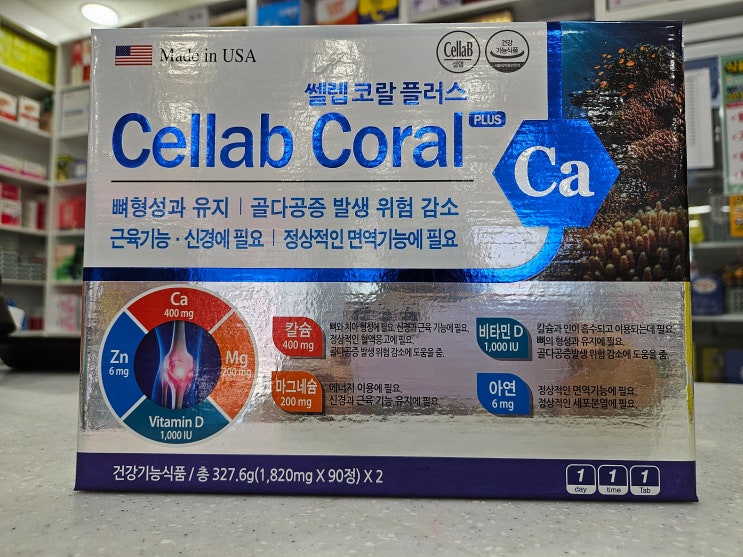 Made in USA
CellaB
쎌렙
건강
기능식품
쎌렙 코랄 플러스
Cellab Coral PLUS
Ca
뼈형성과 유지 | 골다공증 발생 위험 감소
근육기능 · 신경에 필요 | 정상적인 면역기능에 필요
Ca
400 mg
Zn
6 mg
Mg
200 mg
Vitamin D
1,000 IU
칼슘
400 mg
뼈와 치아 형성에 필요. 신경과 근육 기능에 필요.
정상적인 혈액응고에 필요.
골다공증 발생 위험 감소에 도움을 줌.
비타민 D
1,000 IU
칼슘과 인이 흡수되고 이용되는데 필요.
뼈의 형성과 유지에 필요.
골다공증발생 위험 감소에 도움을 줌.
마그네슘
200 mg
에너지 이용에 필요.
신경과 근육 기능 유지에 필요.
아연
6 mg
정상적인 면역기능에 필요.
정상적인 세포분열에 필요.
건강기능식품 / 총 327.6g(1,820mg X 90정) X 2
1 day
1 time
1 Tab